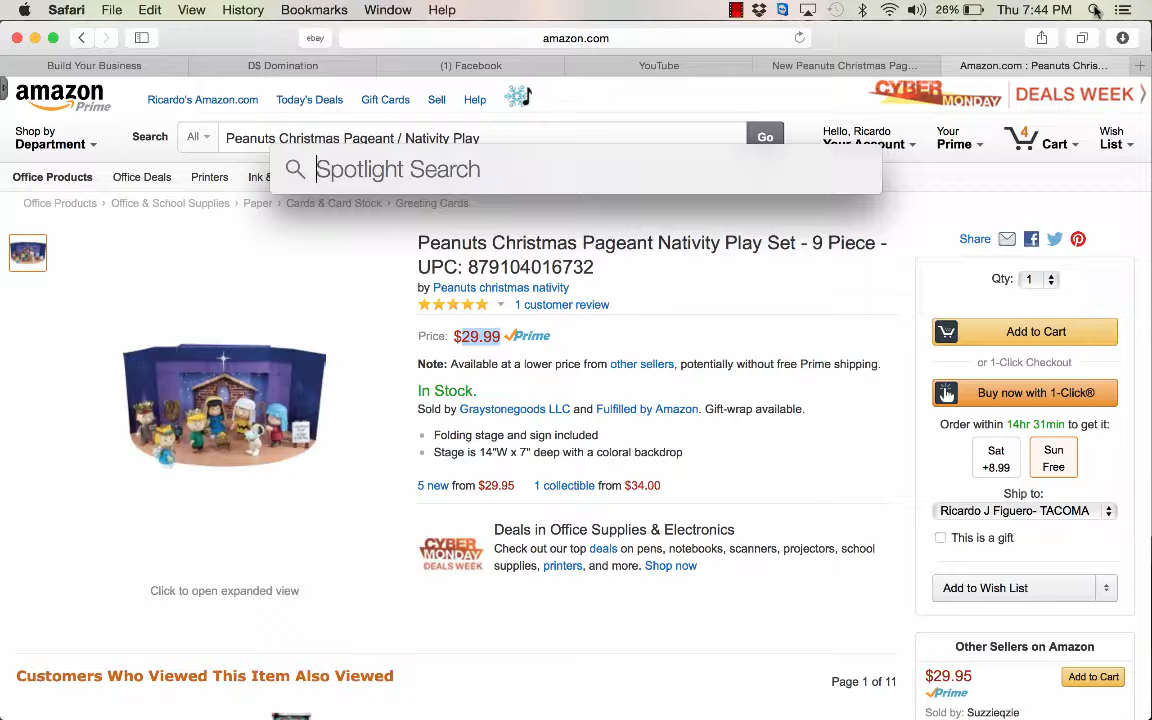 Safari File Edit View History Bookmarks Window Help 26% Thu 7:44 PM
ebay amazon.com
Build Your Business D$ Domination (1) Facebook YouTube New Peanuts Christmas Pag... Amazon.com : Peanuts Chris...
amazon Prime
Ricardo's Amazon.com Today's Deals Gift Cards Sell Help
CYBER MONDAY DEALS WEEK
Shop by Department
Search All Peanuts Christmas Pageant / Nativity Play Go
Hello, Ricardo
Your Account
Your Prime
4 Cart
Wish List
Spotlight Search
Office Products Office Deals Printers Ink &
Office Products › Office & School Supplies › Paper › Cards & Card Stock › Greeting Cards
Peanuts Christmas Pageant Nativity Play Set - 9 Piece -
UPC: 879104016732
by Peanuts christmas nativity
1 customer review
Price: $29.99 Prime
Note: Available at a lower price from other sellers, potentially without free Prime shipping.
In Stock.
Sold by Graystonegoods LLC and Fulfilled by Amazon. Gift-wrap available.
Folding stage and sign included
Stage is 14"W x 7" deep with a coloral backdrop
5 new from $29.95 1 collectible from $34.00
CYBER MONDAY DEALS WEEK
Deals in Office Supplies & Electronics
Check out our top deals on pens, notebooks, scanners, projectors, school
supplies, printers, and more. Shop now
Click to open expanded view
Share
Qty: 1
Add to Cart
or 1-Click Checkout
Buy now with 1-Click®
Order within 14hr 31min to get it:
Sat +8.99
Sun Free
Ship to:
Ricardo J Figuero- TACOMA
This is a gift
Add to Wish List
Other Sellers on Amazon
$29.95 Add to Cart
Prime
Sold by: Suzzieqzie
Customers Who Viewed This Item Also Viewed
Page 1 of 11